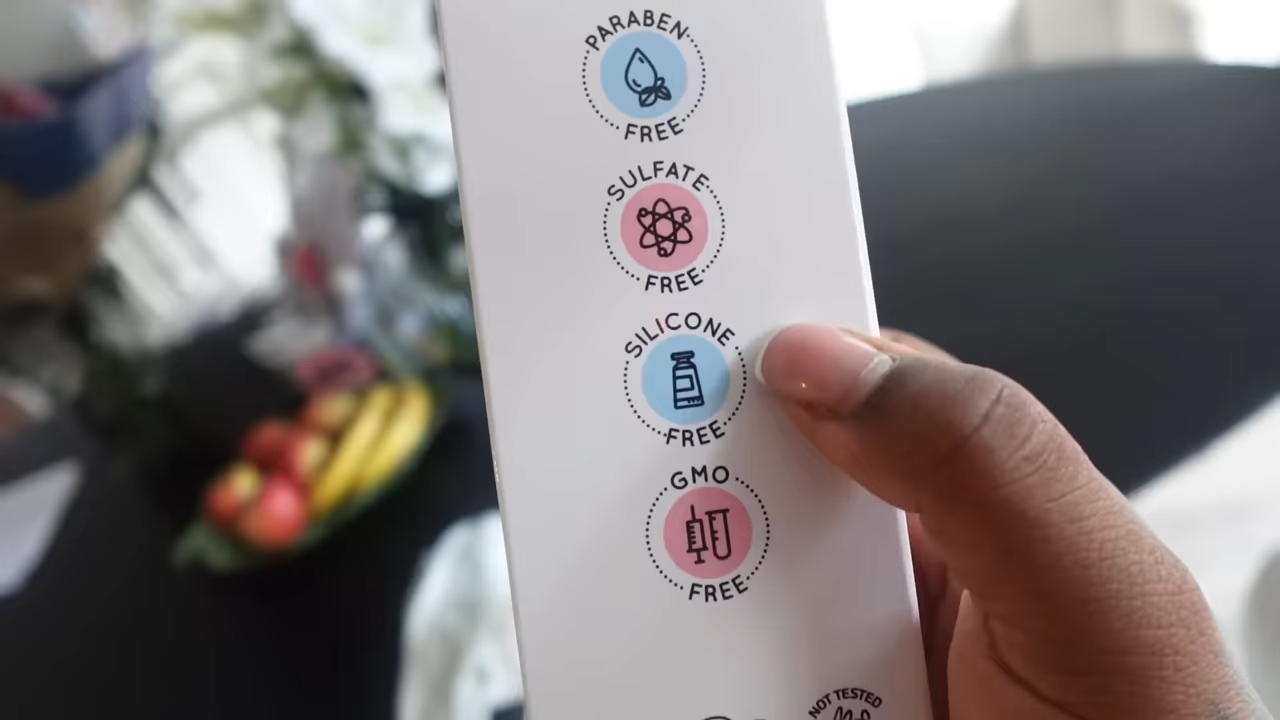 PARABEN
FREE
SULFATE
FREE
SILICONE
FREE
GMO
FREE
NOT TESTED